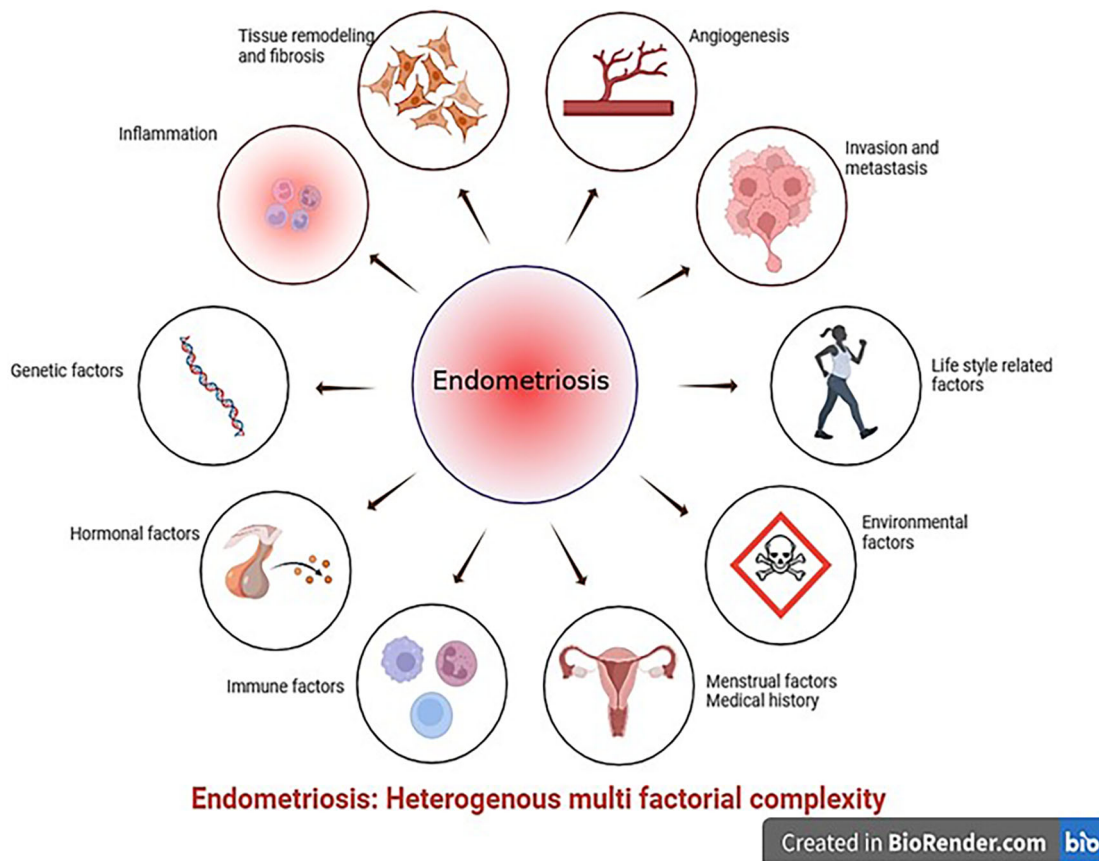 Tissue remodeling
and fibrosis
Angiogenesis
Inflammation
Invasion and
metastasis
Genetic factors
Endometriosis
Life style related
factors
Hormonal factors
Environmental
factors
Immune factors
Menstrual factors
Medical history
Endometriosis: Heterogenous multi factorial complexity
Created in BioRender.com bio